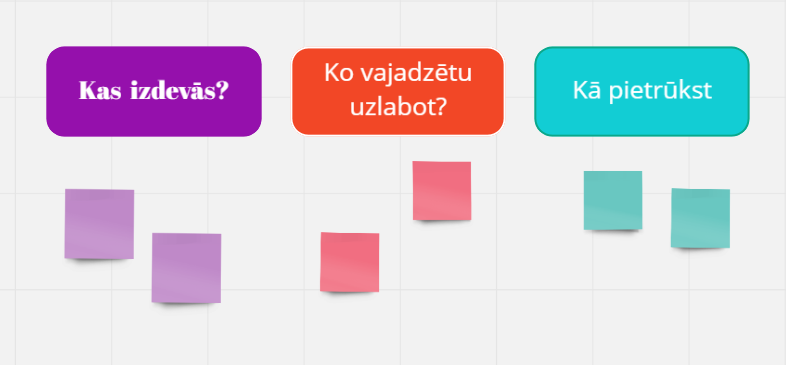 Kas izdevās?
Ko vajadzētu
uzlabot?
Kā pietrūkst